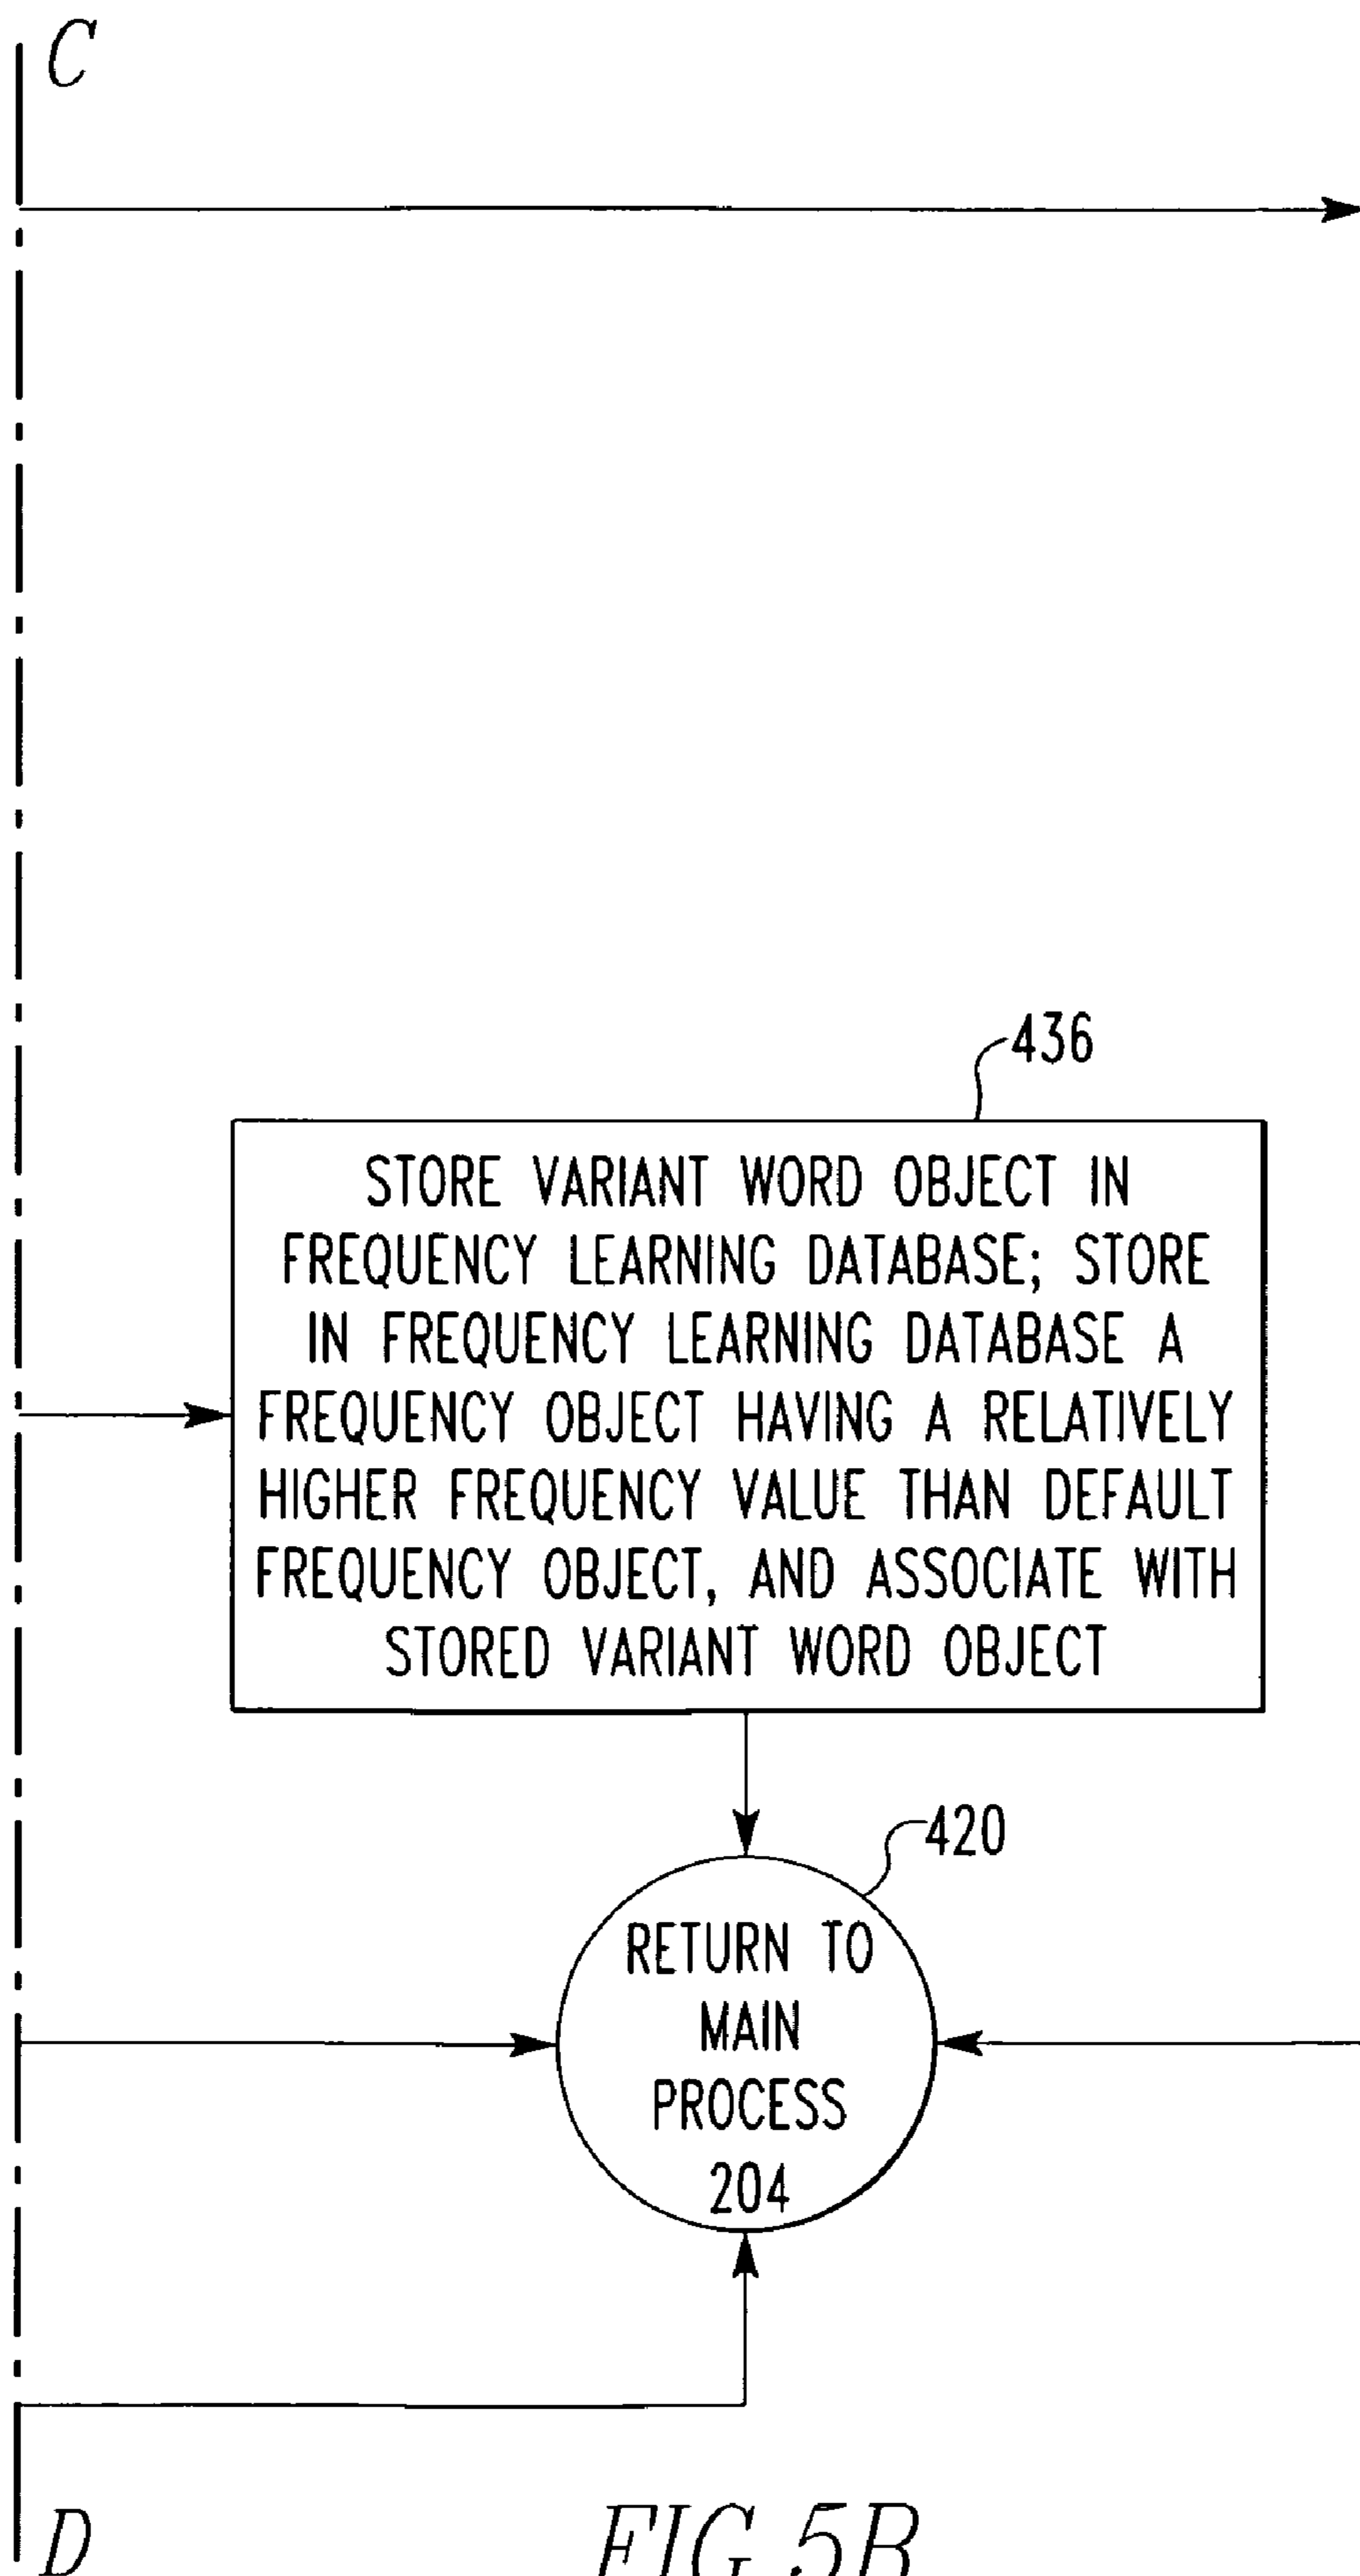 C
436
STORE VARIANT WORD OBJECT IN
FREQUENCY LEARNING DATABASE; STORE
IN FREQUENCY LEARNING DATABASE A
FREQUENCY OBJECT HAVING A RELATIVELY
HIGHER FREQUENCY VALUE THAN DEFAULT
FREQUENCY OBJECT, AND ASSOCIATE WITH
STORED VARIANT WORD OBJECT
420
RETURN TO
MAIN
PROCESS
204
D
FIG.5B